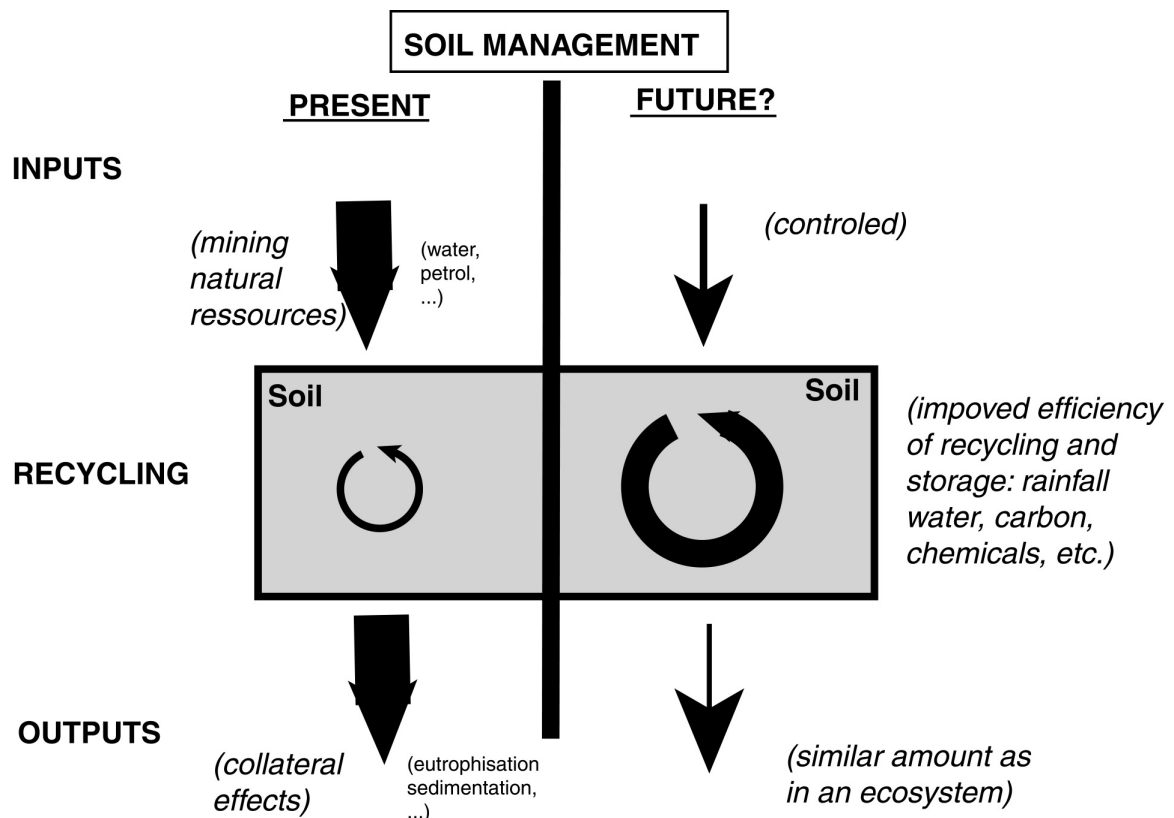 SOIL MANAGEMENT
PRESENT
FUTURE?
INPUTS
(mining
natural
ressources)
(water,
petrol,
...)
(controled)
Soil
Soil
RECYCLING
(impoved efficiency
of recycling and
storage: rainfall
water, carbon,
chemicals, etc.)
OUTPUTS
(collateral
effects)
(eutrophisation
sedimentation,
...)
(similar amount as
in an ecosystem)